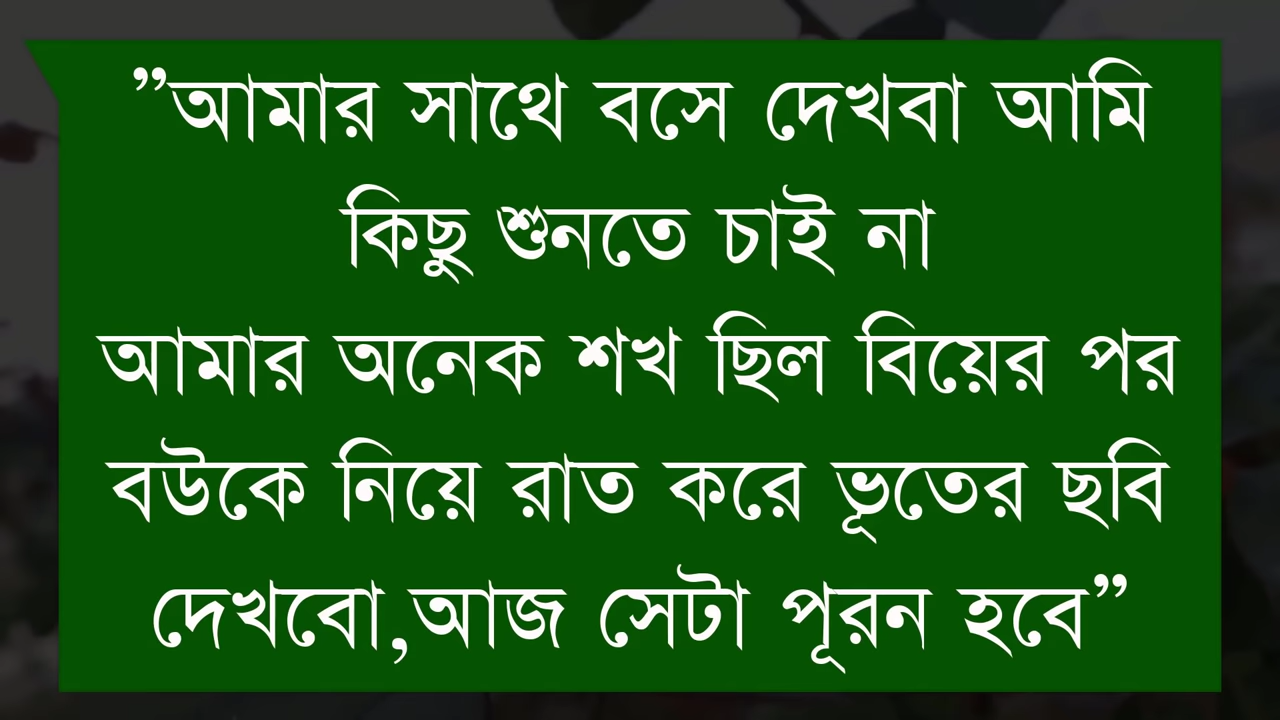 ”আমার সাথে বসে দেখবা আমি
কিছু শুনতে চাই না
আমার অনেক শখ ছিল বিয়ের পর
বউকে নিয়ে রাত করে ভূতের ছবি
দেখবো,আজ সেটা পূরন হবে”